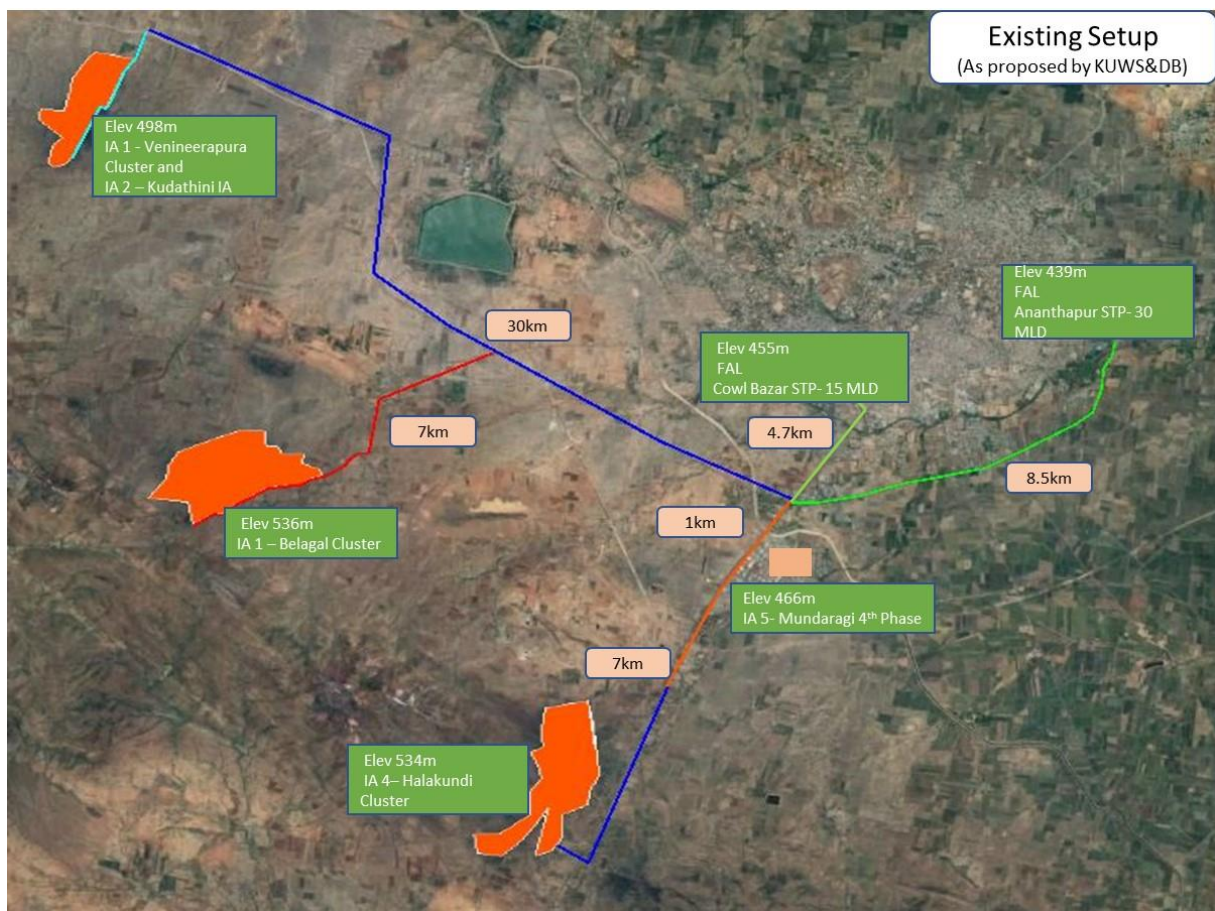 Existing Setup
(As proposed by KUWS&DB)
Elev 498m
IA 1 - Venineerapura
Cluster and
IA 2 – Kudathini IA
Elev 439m
FAL
Ananthapur STP- 30
MLD
30km
Elev 455m
FAL
Cowl Bazar STP- 15 MLD
7km
4.7km
8.5km
1km
Elev 536m
IA 1 – Belagal Cluster
Elev 466m
IA 5- Mundaragi 4th Phase
7km
Elev 534m
IA 4– Halakundi
Cluster